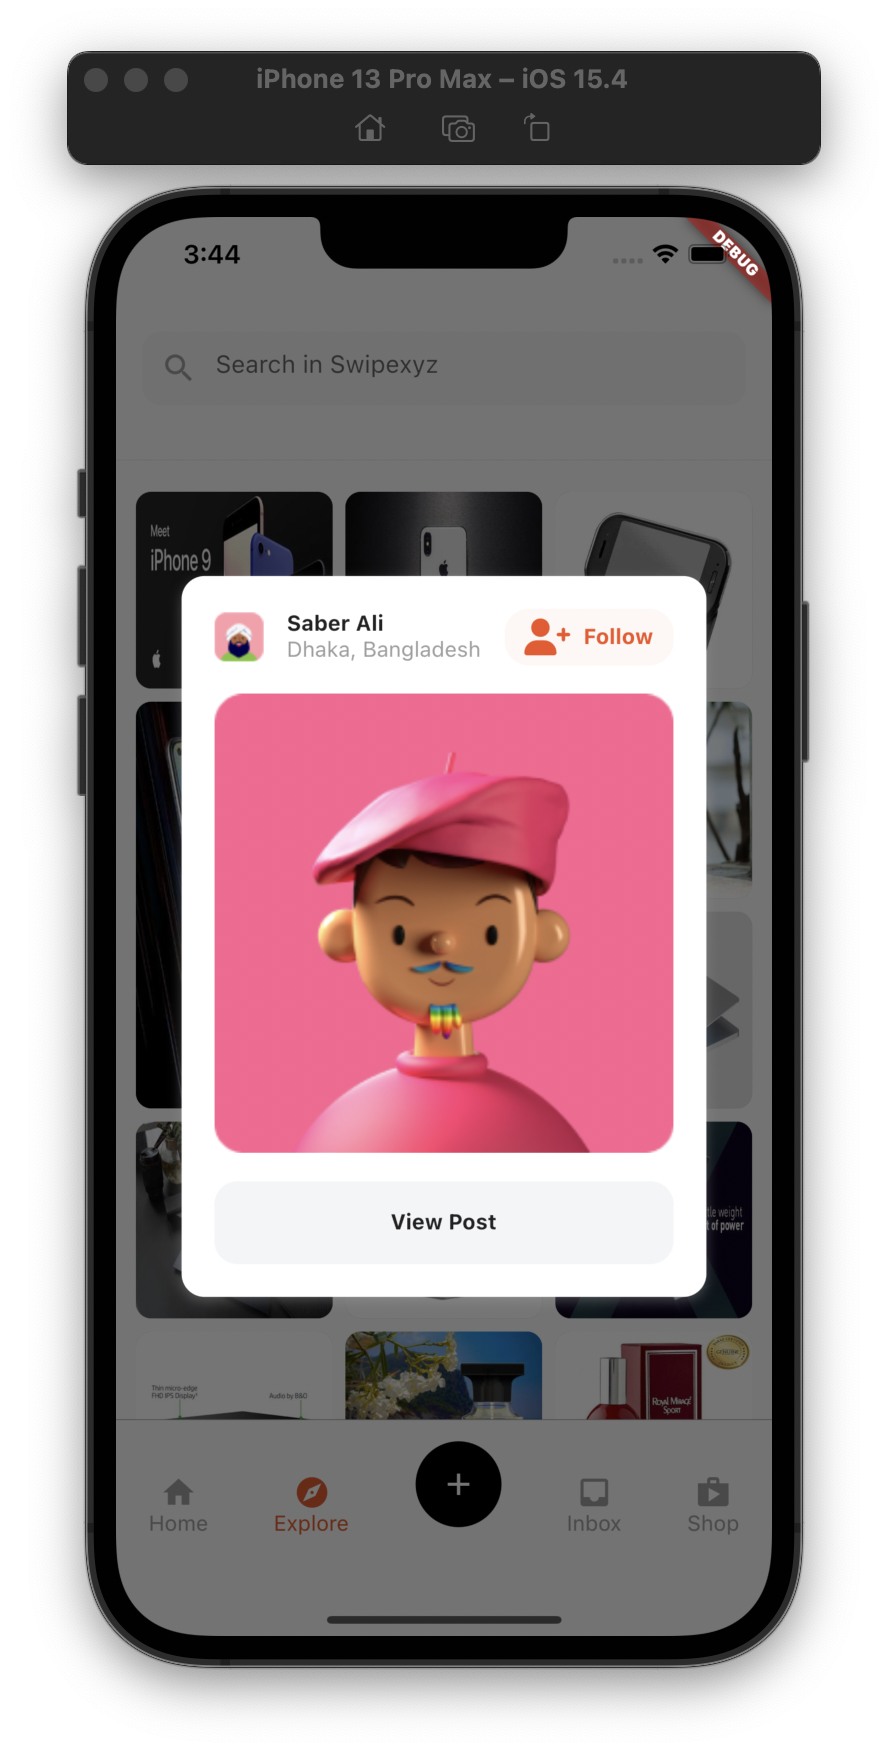 iPhone 13 Pro Max – iOS 15.4
3:44
DEBUG
Search in Swipexyz
Meet
iPhone 9
Saber Ali
Dhaka, Bangladesh
Follow
tle weight
t of power
View Post
Thin micro-edge
FHD IPS Display¹
Audio by B&O
Royal Mirage
Sport
Home
Explore
Inbox
Shop